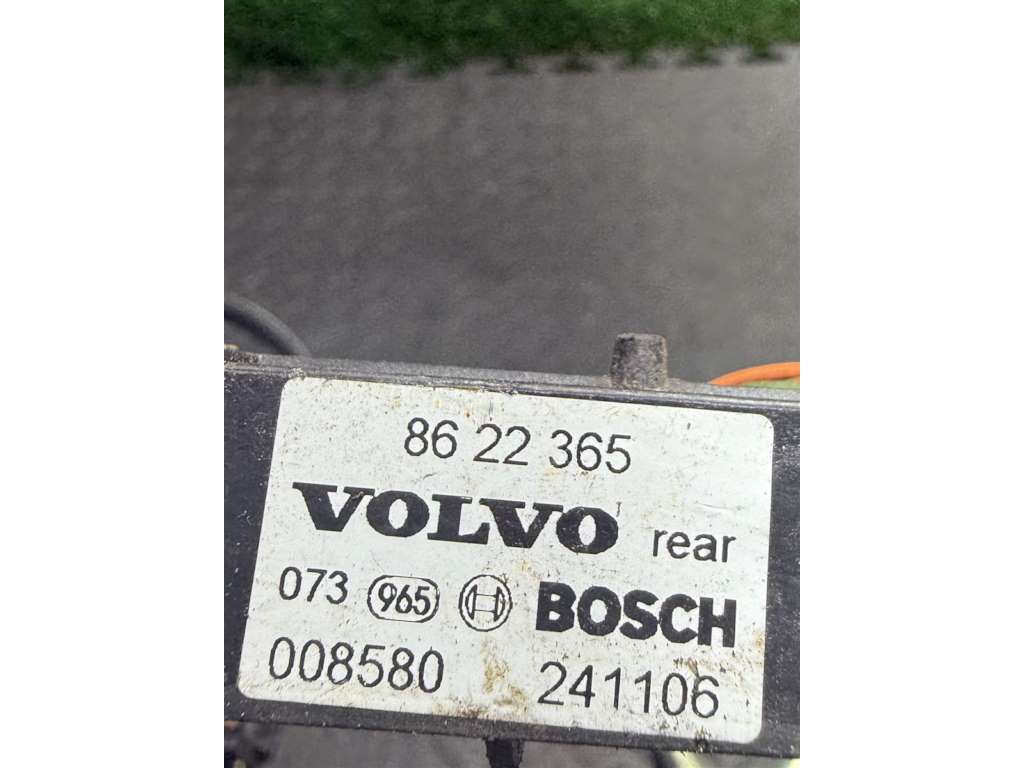 86 22 365
VOLVO rear
073 965 BOSCH
008580 241106